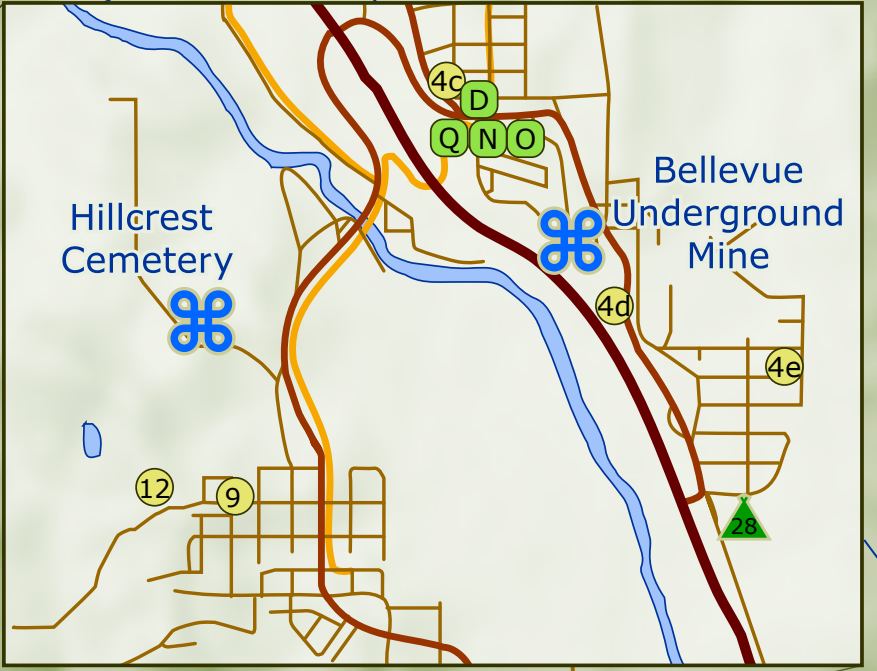 4c
D
Q N O
Bellevue
Underground
Mine
Hillcrest
Cemetery
4d
4e
12
9
28